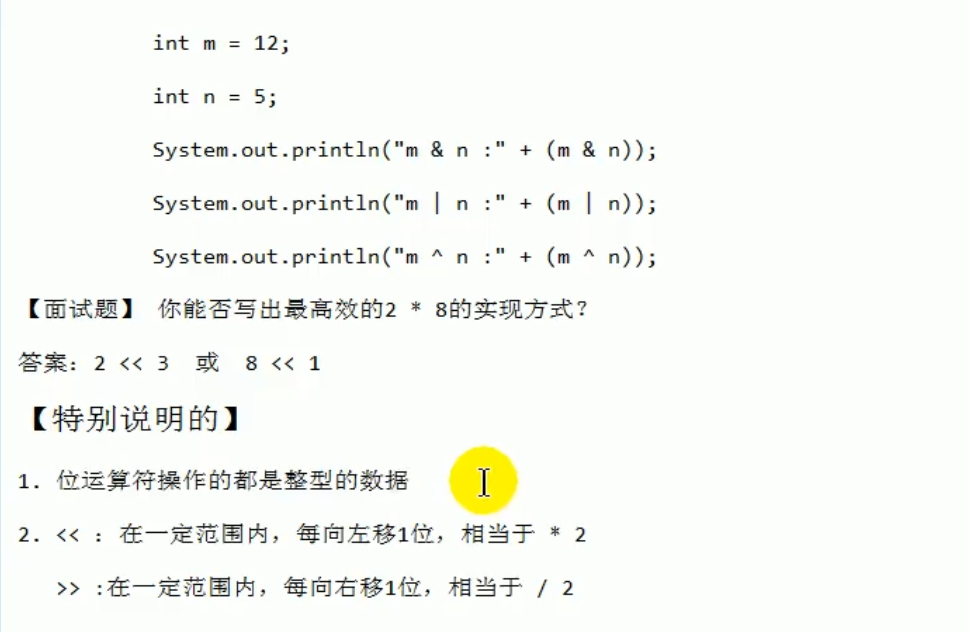 int m = 12;
int n = 5;
System.out.println("m & n :" + (m & n));
System.out.println("m | n :" + (m | n));
System.out.println("m ^ n :" + (m ^ n));
【面试题】 你能否写出最高效的2 * 8的实现方式？
答案：2 << 3  或  8 << 1
【特别说明的】
1. 位运算符操作的都是整型的数据
2. << : 在一定范围内，每向左移1位，相当于 * 2
>> :在一定范围内，每向右移1位，相当于 / 2